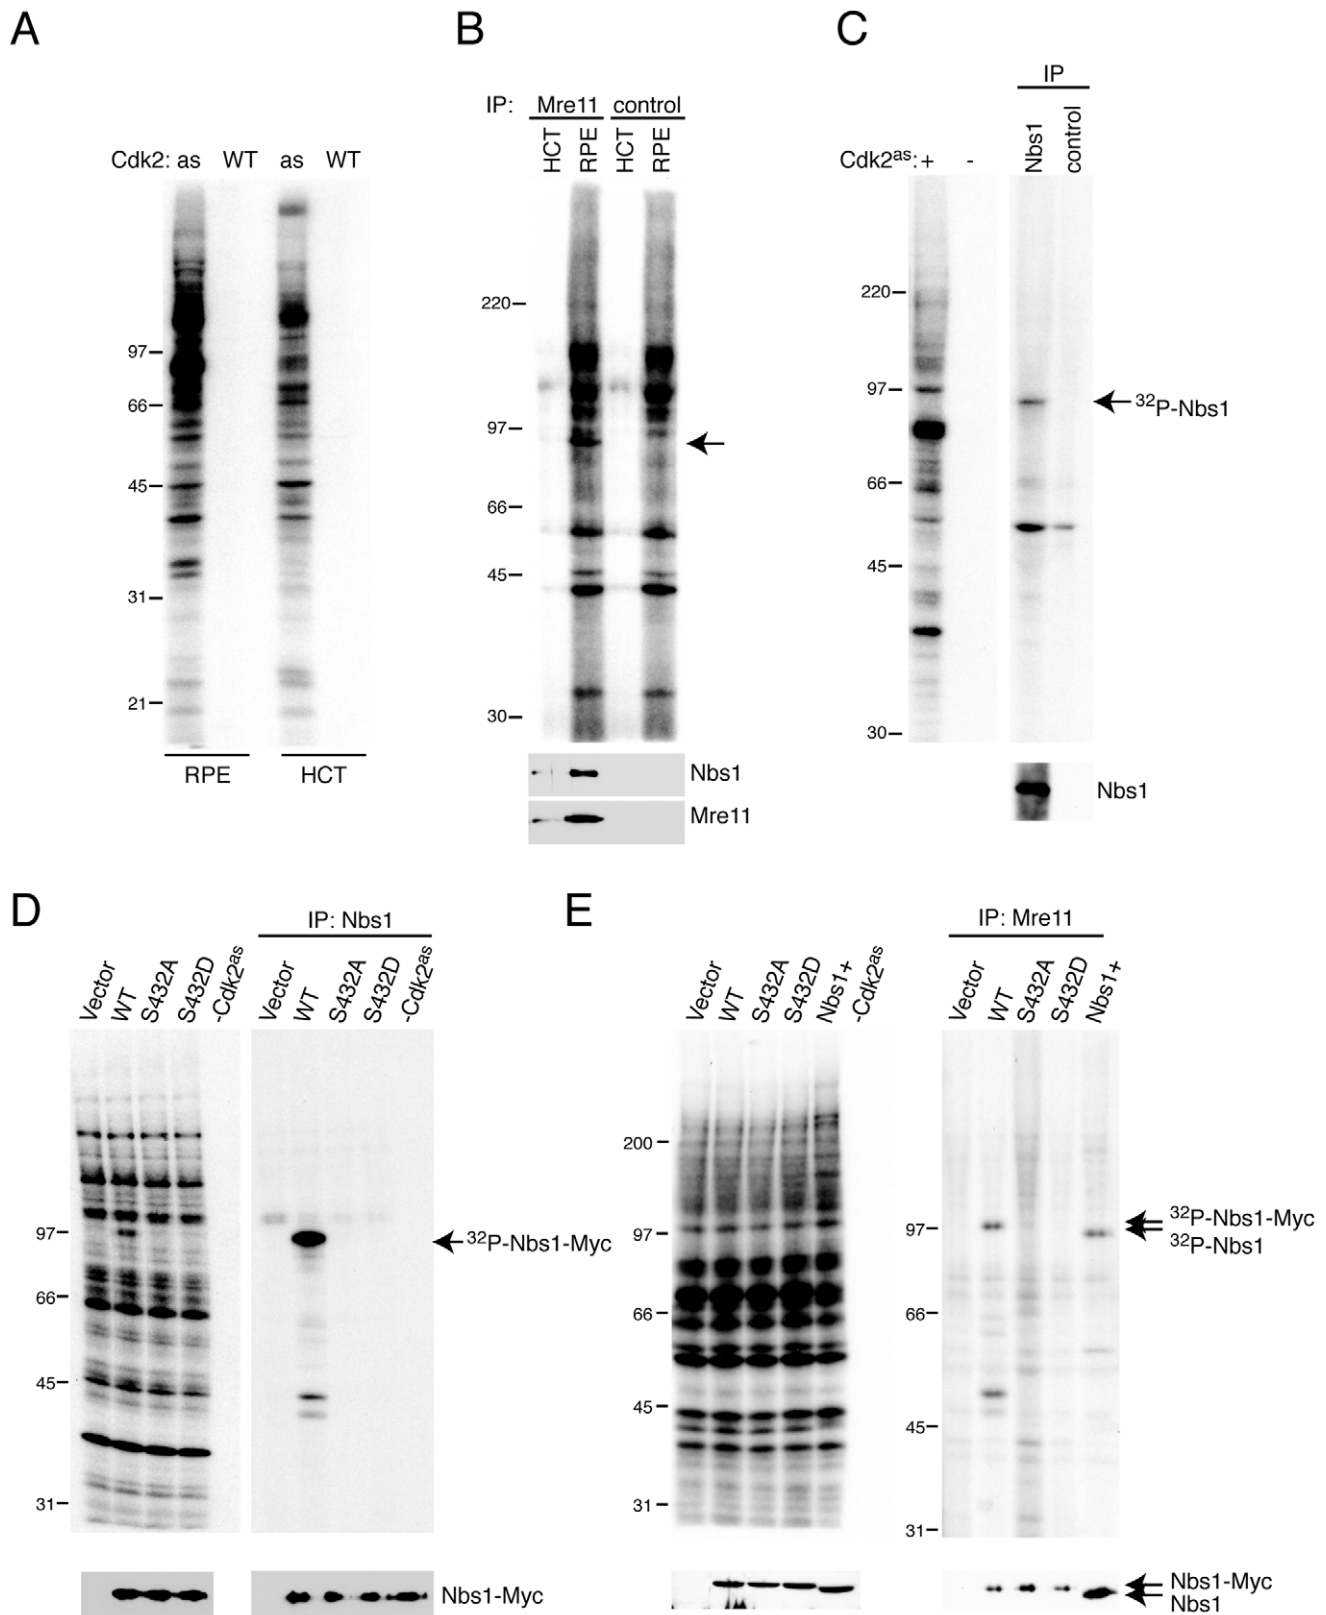 A
Cdk2: as WT as WT
97
66
45
31
21
RPE HCT
B
IP: Mre11 control
HCT RPE HCT RPE
220
97
66
45
30
Nbs1
Mre11
C
IP
Cdk2as: + - Nbs1 control
220
97
66
45
30
32P-Nbs1
Nbs1
D
IP: Nbs1
Vector WT S432A S432D -Cdk2as Vector WT S432A S432D -Cdk2as
97
66
45
31
32P-Nbs1-Myc
Nbs1-Myc
E
IP: Mre11
Vector WT S432A S432D Nbs1+ -Cdk2as Vector WT S432A S432D Nbs1+
200
97
66
45
31
97
66
45
31
32P-Nbs1-Myc
32P-Nbs1
Nbs1-Myc
Nbs1